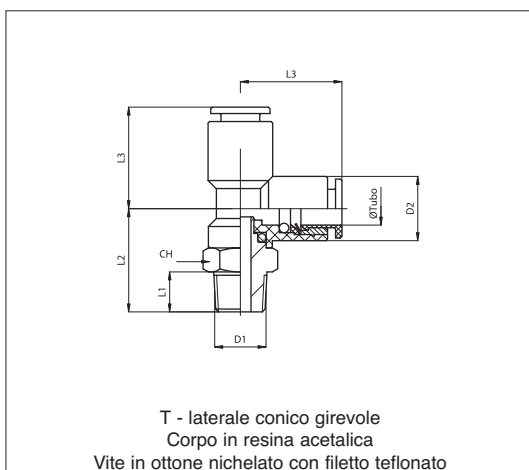 L3
L3
ØTubo
D2
L2
CH
L1
D1
T - laterale conico girevole
Corpo in resina acetalica
Vite in ottone nichelato con filetto teflonato